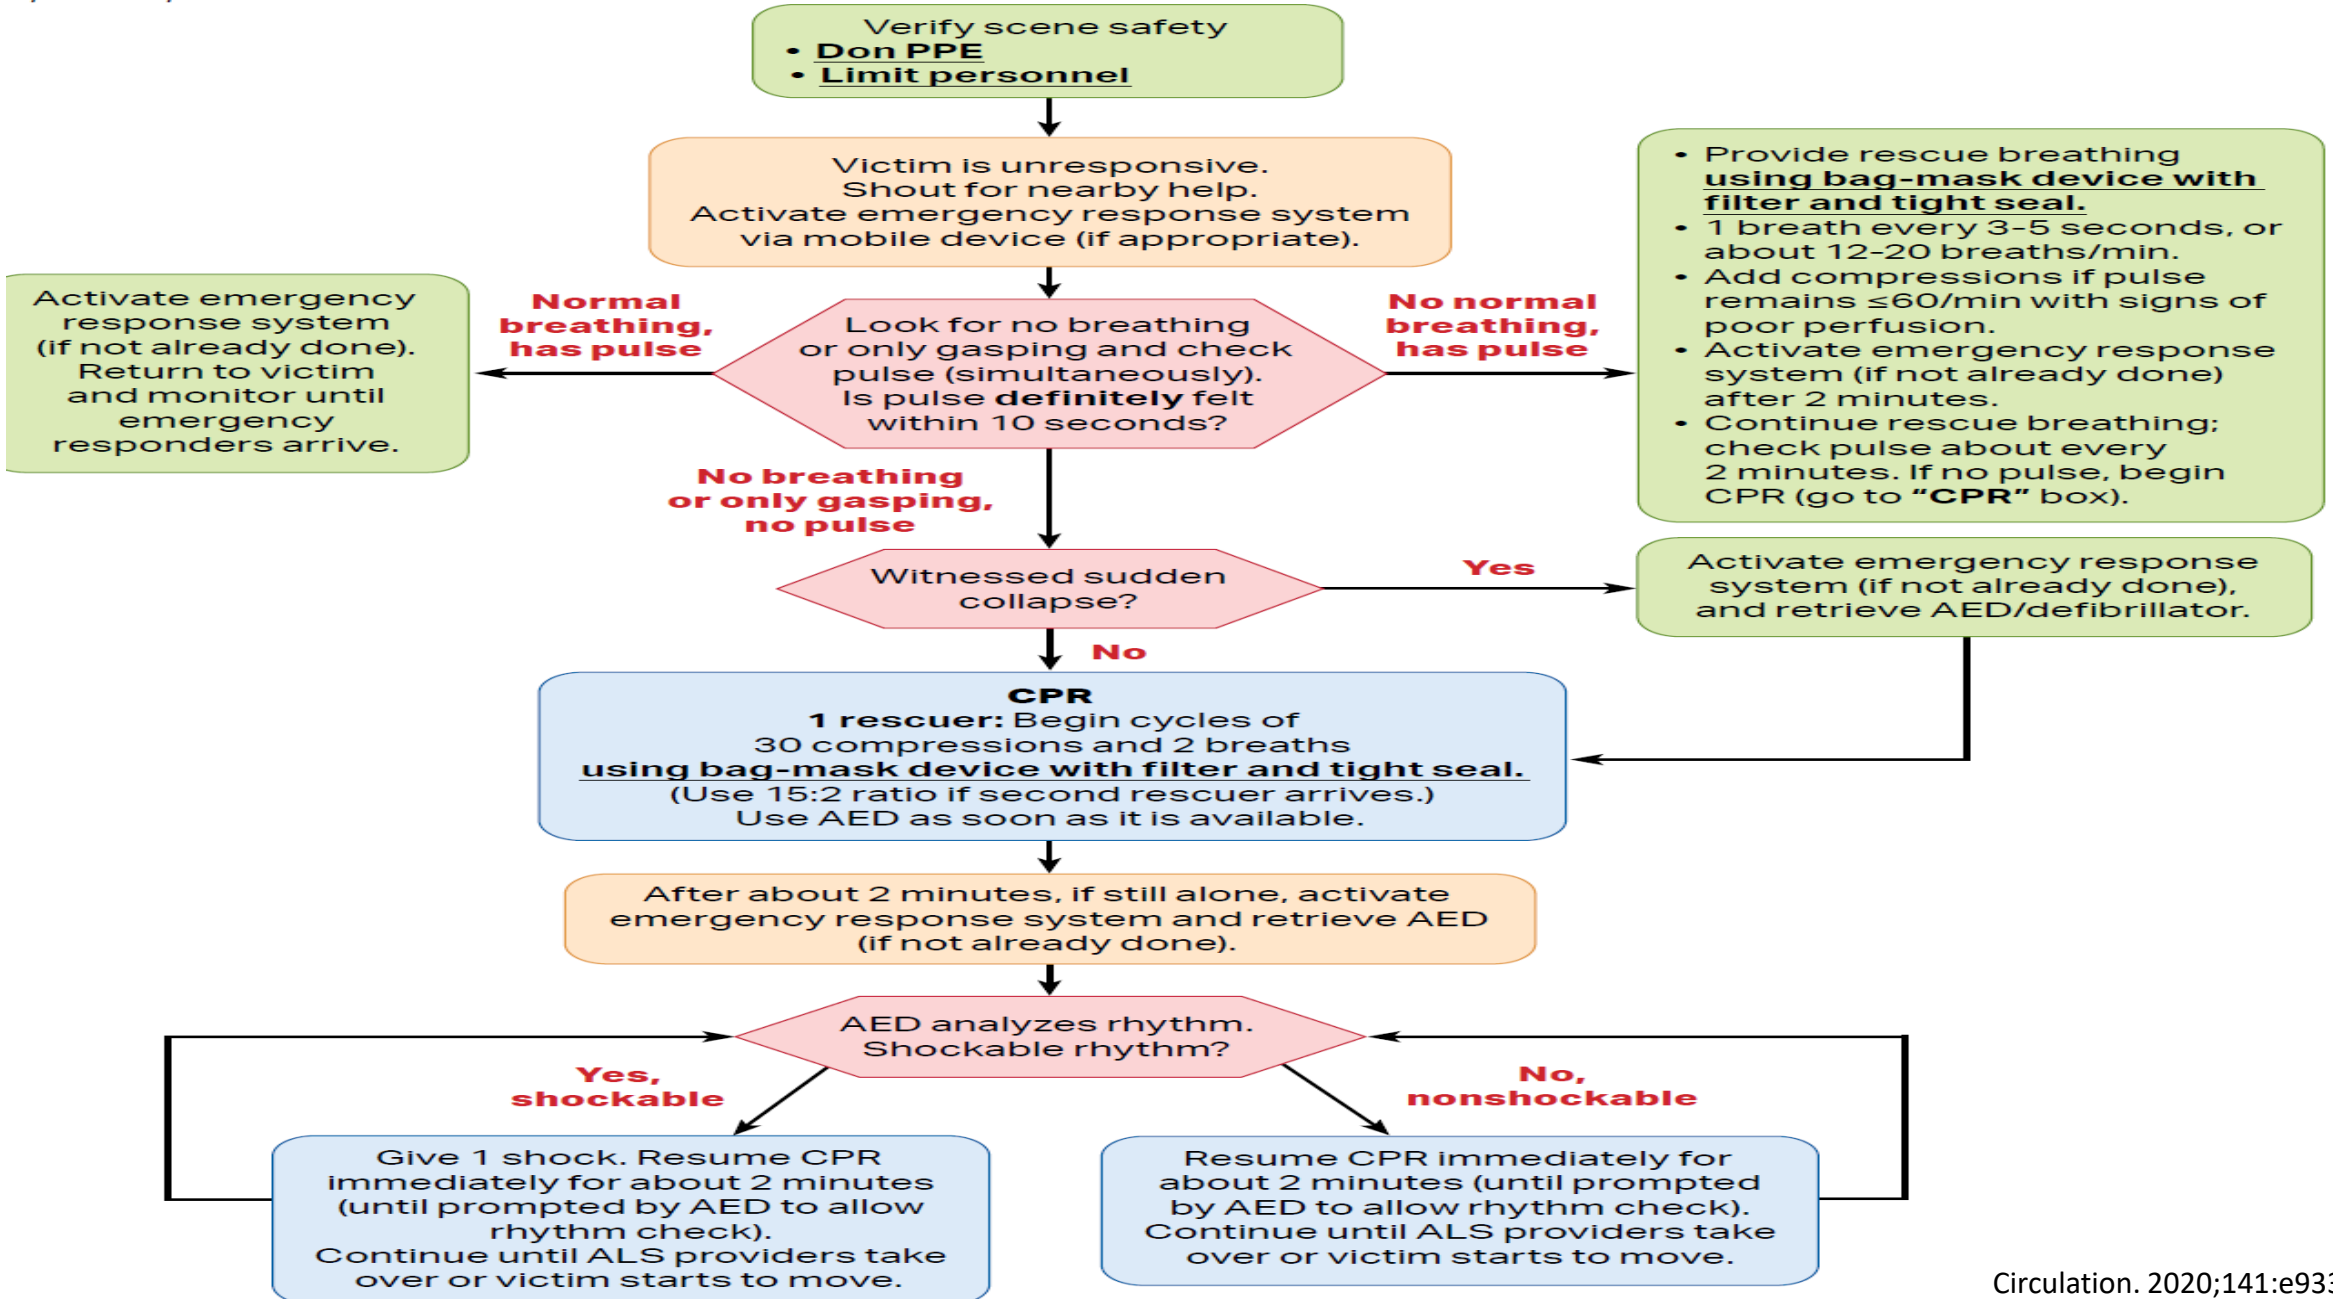 Verify scene safety
• Don PPE
• Limit personnel
Victim is unresponsive.
Shout for nearby help.
Activate emergency response system
via mobile device (if appropriate).
• Provide rescue breathing
using bag-mask device with
filter and tight seal.
• 1 breath every 3-5 seconds, or
about 12-20 breaths/min.
• Add compressions if pulse
remains ≤60/min with signs of
poor perfusion.
• Activate emergency response
system (if not already done)
after 2 minutes.
• Continue rescue breathing;
check pulse about every
2 minutes. If no pulse, begin
CPR (go to “CPR” box).
Activate emergency
response system
(if not already done).
Return to victim
and monitor until
emergency
responders arrive.
Normal
breathing,
has pulse
Look for no breathing
or only gasping and check
pulse (simultaneously).
Is pulse definitely felt
within 10 seconds?
No normal
breathing,
has pulse
No breathing
or only gasping,
no pulse
Witnessed sudden
collapse?
Yes
Activate emergency response
system (if not already done),
and retrieve AED/defibrillator.
No
CPR
1 rescuer: Begin cycles of
30 compressions and 2 breaths
using bag-mask device with filter and tight seal.
(Use 15:2 ratio if second rescuer arrives.)
Use AED as soon as it is available.
After about 2 minutes, if still alone, activate
emergency response system and retrieve AED
(if not already done).
AED analyzes rhythm.
Shockable rhythm?
Yes,
shockable
No,
nonshockable
Give 1 shock. Resume CPR
immediately for about 2 minutes
(until prompted by AED to allow
rhythm check).
Continue until ALS providers take
over or victim starts to move.
Resume CPR immediately for
about 2 minutes (until prompted
by AED to allow rhythm check).
Continue until ALS providers take
over or victim starts to move.
Circulation. 2020;141:e933